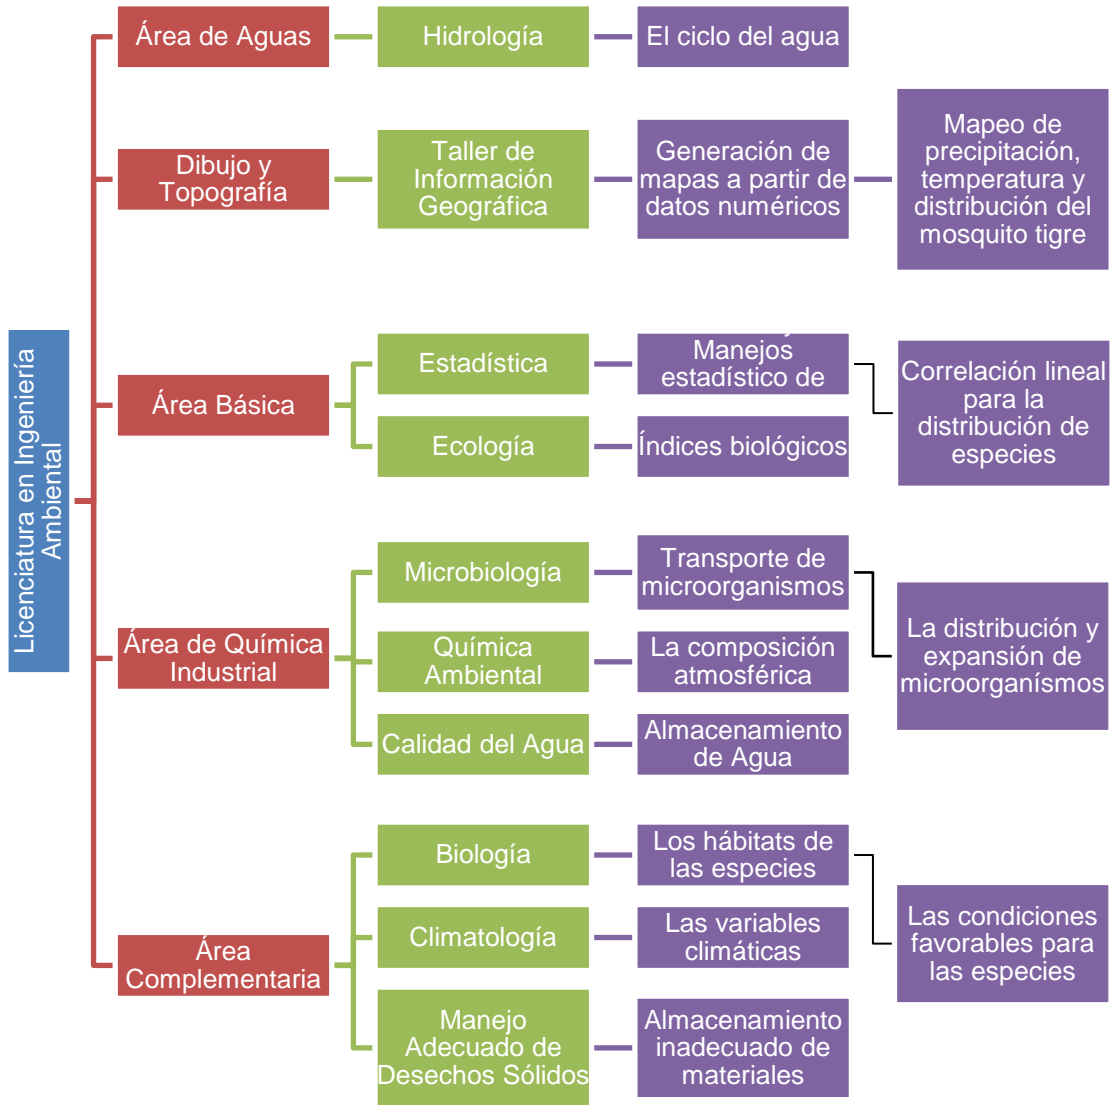 Licenciatura en Ingeniería
Ambiental
Área de Aguas
Hidrología
El ciclo del agua
Dibujo y
Topografía
Taller de
Información
Geográfica
Generación de
mapas a partir de
datos numéricos
Mapeo de
precipitación,
temperatura y
distribución del
mosquito tigre
Área Básica
Estadística
Manejos
estadístico de
Correlación lineal
para la
distribución de
especies
Ecología
Índices biológicos
Área de Química
Industrial
Microbiología
Transporte de
microorganismos
La distribución y
expansión de
microorganísmos
Química
Ambiental
La composición
atmosférica
Calidad del Agua
Almacenamiento
de Agua
Área
Complementaria
Biología
Los hábitats de
las especies
Las condiciones
favorables para
las especies
Climatología
Las variables
climáticas
Manejo
Adecuado de
Desechos Sólidos
Almacenamiento
inadecuado de
materiales